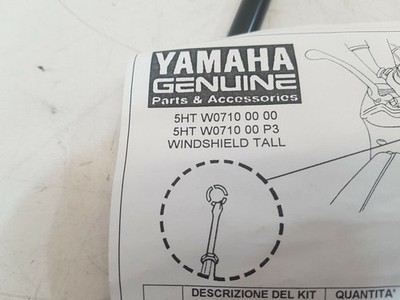 YAMAHA
GENUINE
Parts & Accessories
5HT W0710 00 00
5HT W0710 00 P3
WINDSHIELD TALL
DESCRIZIONE DEL KIT QUANTITA'